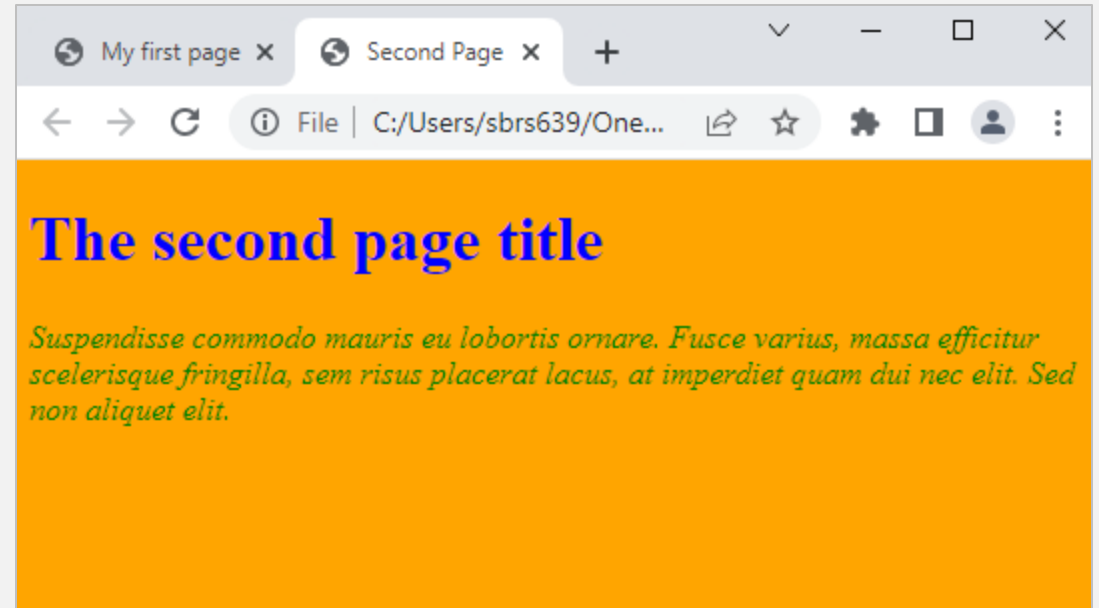 My first page
Second Page
File
C:/Users/sbrs639/One...
The second page title
Suspendisse commodo mauris eu lobortis ornare. Fusce varius, massa efficitur
scelerisque fringilla, sem risus placerat lacus, at imperdiet quam dui nec elit. Sed
non aliquet elit.